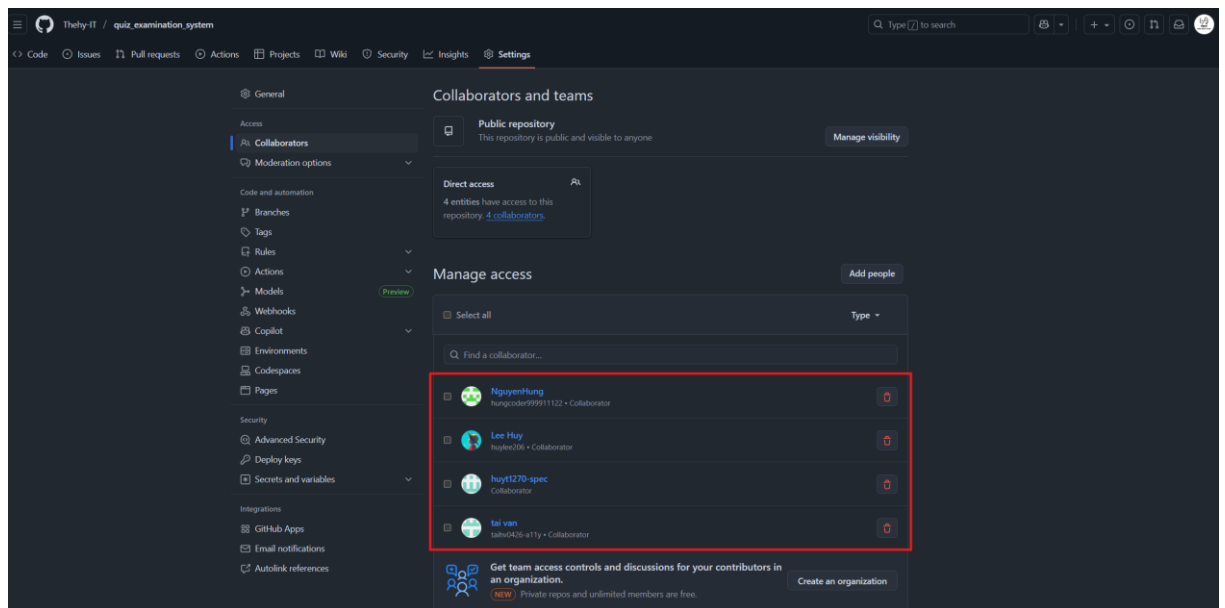 Thehy-IT / quiz_examination_system
Type / to search
Code Issues Pull requests Actions Projects Wiki Security Insights Settings
General
Access
Collaborators
Moderation options
Code and automation
Branches
Tags
Rules
Actions
Models Preview
Webhooks
Copilot
Environments
Codespaces
Pages
Security
Advanced Security
Deploy keys
Secrets and variables
Integrations
GitHub Apps
Email notifications
Autolink references
Collaborators and teams
Public repository
This repository is public and visible to anyone
Manage visibility
Direct access
4 entities have access to this
repository. 4 collaborators.
Manage access
Add people
Select all
Type
Find a collaborator...
NguyenHung
hungcoder999911122 • Collaborator
Lee Huy
huylee206 • Collaborator
huyt1270-spec
Collaborator
tai van
taihv0426-a11y • Collaborator
Get team access controls and discussions for your contributors in
an organization.
NEW Private repos and unlimited members are free.
Create an organization